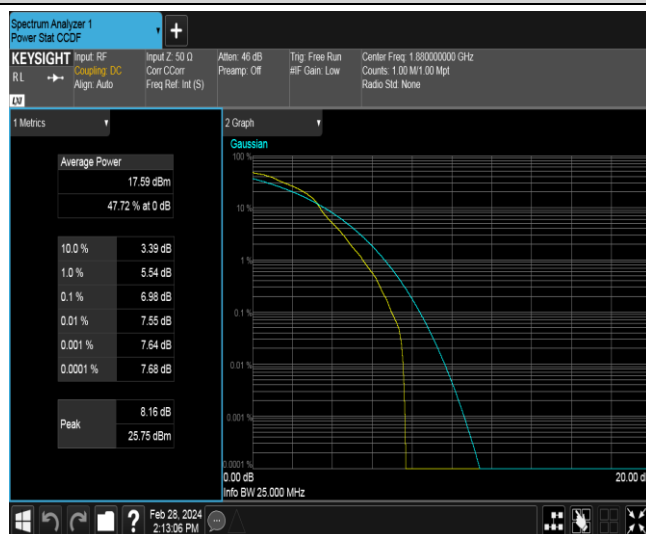 Spectrum Analyzer 1
Power Stat CCDF
+
KEYSIGHT Input: RF Input Z: 50 Ω Atten: 46 dB Trig: Free Run Center Freq: 1.880000000 GHz
R L Coupling: DC Corr CCorr Preamp: Off #IF Gain: Low Counts: 1.00 M/1.00 Mpt
Align: Auto Freq Ref: Int (S) Radio Std: None
LXI
1 Metrics
Average Power
17.59 dBm
47.72 % at 0 dB
10.0 % 3.39 dB
1.0 % 5.54 dB
0.1 % 6.98 dB
0.01 % 7.55 dB
0.001 % 7.64 dB
0.0001 % 7.68 dB
Peak 8.16 dB
25.75 dBm
2 Graph
Gaussian
100 %
10 %
1 %
0.1 %
0.01 %
0.001 %
0.0001 %
0.00 dB 20.00 d
Info BW 25.000 MHz
? Feb 28, 2024
2:13:06 PM